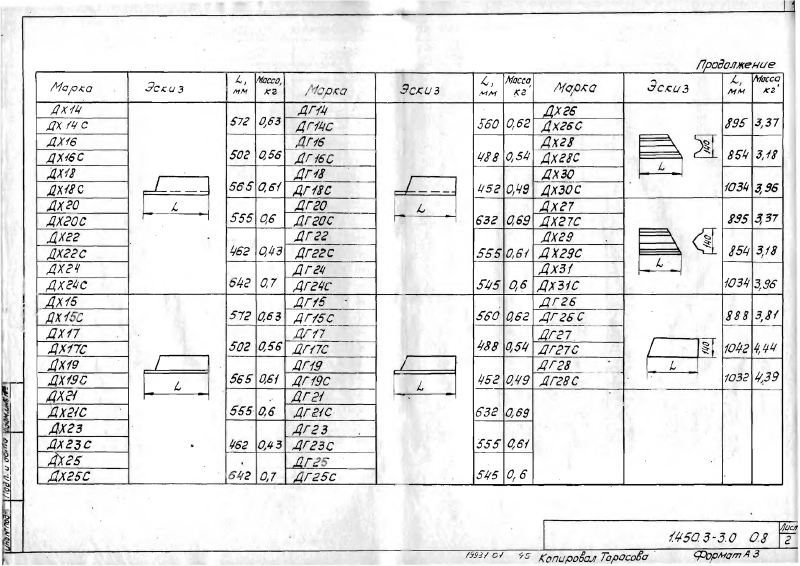 Продолжение
Марка Эскиз L, мм Масса, кг Марка Эскиз L, мм Масса кг Марка Эскиз L, мм Масса кг
ДХ14 ДГ14 ДХ26
ДХ14С 572 0,63 ДГ14С 560 0,62 ДХ26С 895 3,37
ДХ16 ДГ16 ДХ28 140
ДХ16С 502 0,56 ДГ16С 488 0,54 ДХ28С 854 3,18
ДХ18 ДГ18 ДХ30 L
ДХ18С 565 0,61 ДГ18С 452 0,49 ДХ30С 1034 3,96
ДХ20 L ДГ20 L ДХ27
ДХ20С 555 0,6 ДГ20С 632 0,69 ДХ27С 895 3,37
ДХ22 ДГ22 ДХ29 140
ДХ22С 462 0,43 ДГ22С 555 0,61 ДХ29С 854 3,18
ДХ24 ДГ24 ДХ31 L
ДХ24С 642 0,7 ДГ24С 545 0,6 ДХ31С 1034 3,96
ДХ15 ДГ15 ДГ26
ДХ15С 572 0,63 ДГ15С 560 0,62 ДГ26С 888 3,81
ДХ17 ДГ17 ДГ27 140
ДХ17С 502 0,56 ДГ17С 488 0,54 ДГ27С 1042 4,44
ДХ19 ДГ19 ДГ28 L
ДХ19С 565 0,61 ДГ19С 452 0,49 ДГ28С 1032 4,39
ДХ21 L ДГ21 L
ДХ21С 555 0,6 ДГ21С 632 0,69
ДХ23 ДГ23
ДХ23С 462 0,43 ДГ23С 555 0,61
ДХ25 ДГ25
ДХ25С 642 0,7 ДГ25С 545 0,6
1.450.3-3.0 0.8
Лист
2
Копировал Тарасова
Формат А3
Подп. и дата